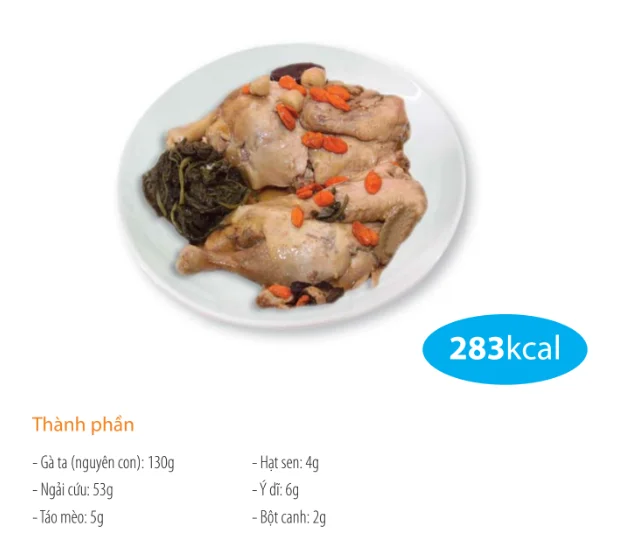 283kcal
Thành phần
- Gà ta (nguyên con): 130g
- Ngải cứu: 53g
- Táo mèo: 5g
- Hạt sen: 4g
- Ý dĩ: 6g
- Bột canh: 2g